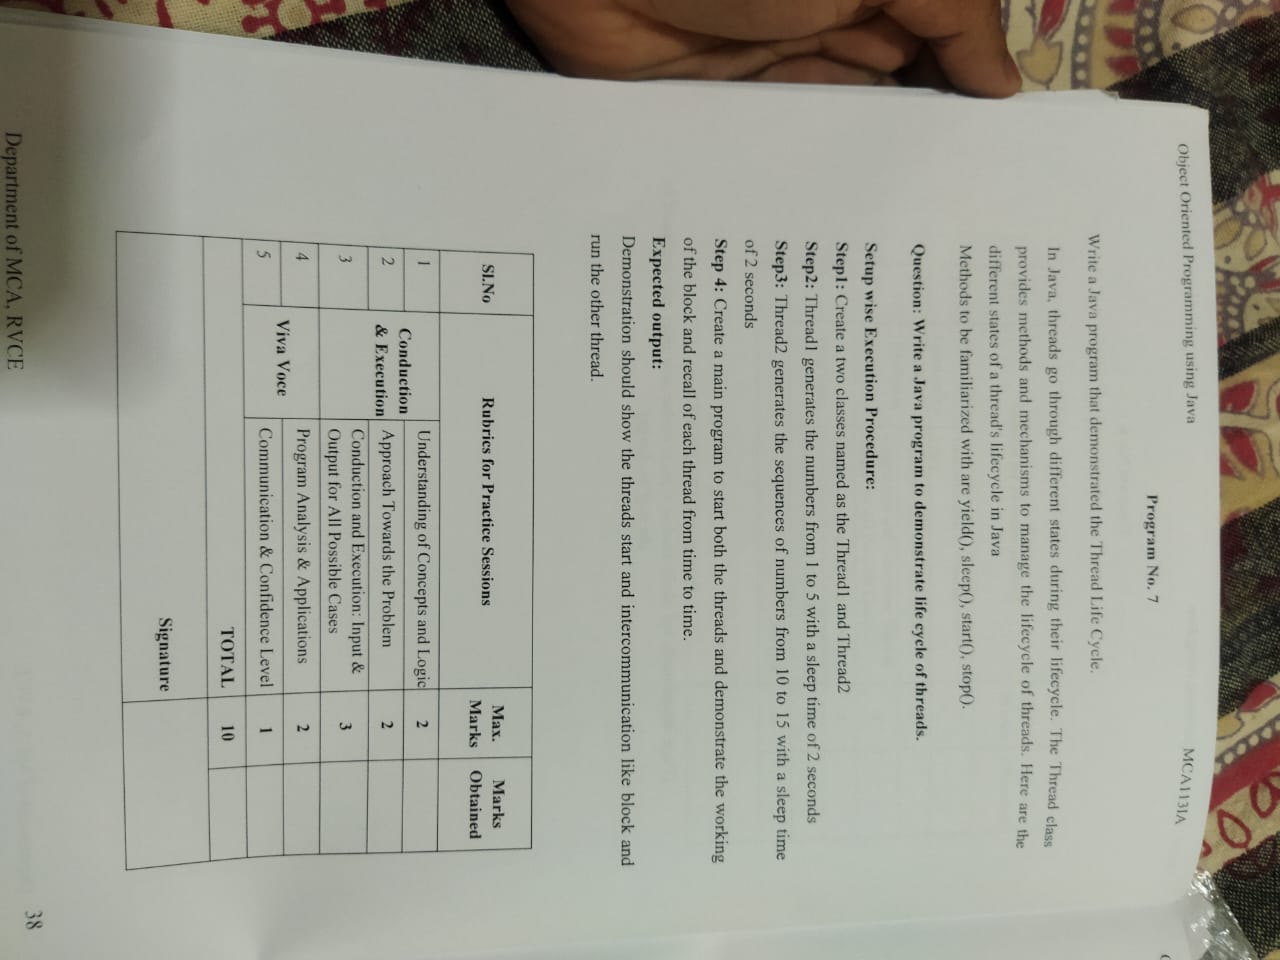 Object Oriented Programming using Java MCA113IA
Program No. 7
Write a Java program that demonstrated the Thread Life Cycle.
In Java, threads go through different states during their lifecycle. The Thread class
provides methods and mechanisms to manage the lifecycle of threads. Here are the
different states of a thread's lifecycle in Java
Methods to be familiarized with are yield(), sleep(), start(), stop().
Question: Write a Java program to demonstrate life cycle of threads.
Setup wise Execution Procedure:
Step1: Create a two classes named as the Thread1 and Thread2
Step2: Thread1 generates the numbers from 1 to 5 with a sleep time of 2 seconds
Step3: Thread2 generates the sequences of numbers from 10 to 15 with a sleep time
of 2 seconds
Step 4: Create a main program to start both the threads and demonstrate the working
of the block and recall of each thread from time to time.
Expected output:
Demonstration should show the threads start and intercommunication like block and
run the other thread.
Sl.No Rubrics for Practice Sessions Max. Marks Marks Obtained
1 Conduction & Execution Understanding of Concepts and Logic 2
2 Approach Towards the Problem 2
3 Conduction and Execution: Input &
Output for All Possible Cases 3
4 Viva Voce Program Analysis & Applications 2
5 Communication & Confidence Level 1
TOTAL 10
Signature
Department of MCA, RVCE 38